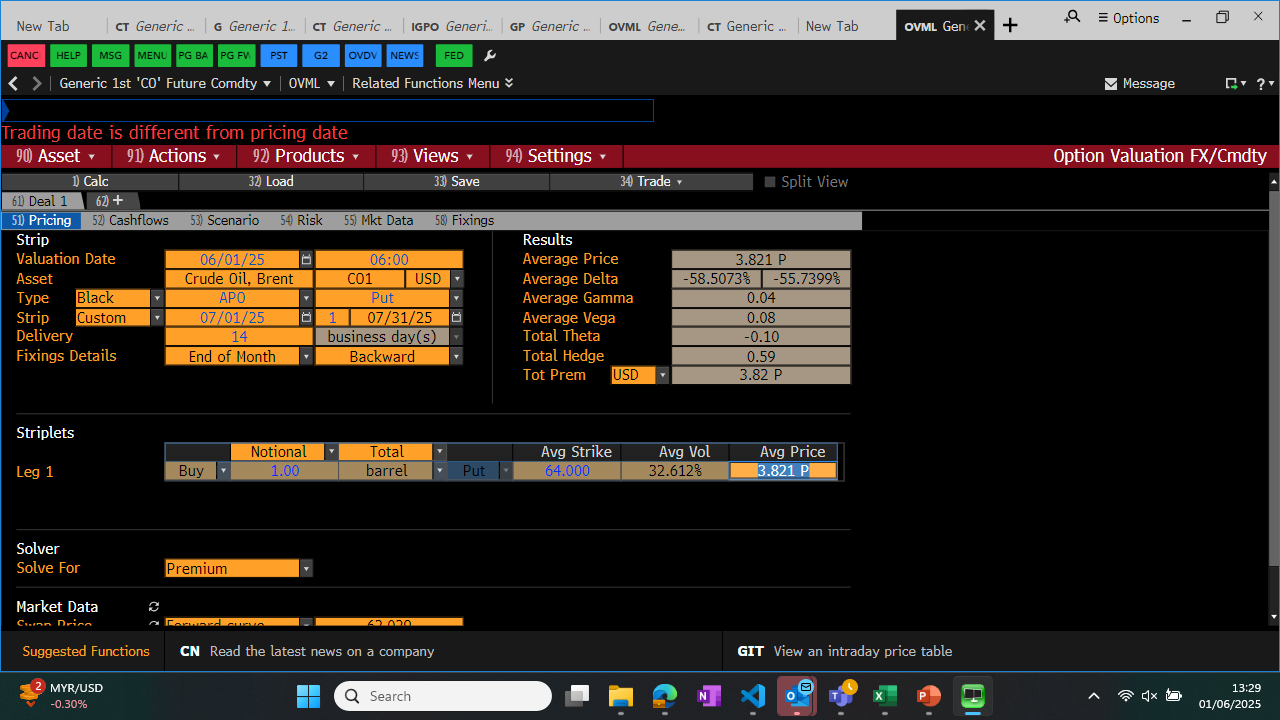 New Tab CT Generic ... G Generic 1... CT Generic ... IGPO Generi... GP Generic ... OVML Gene... CT Generic ... New Tab OVML Gen Options
CANC HELP MSG MENU PG BA PG FW PST G2 OVDV NEWS FED
Generic 1st 'CO' Future Comdty OVML Related Functions Menu Message ?
Trading date is different from pricing date
90) Asset 91) Actions 92) Products 93) Views 94) Settings Option Valuation FX/Cmdty
1) Calc 32) Load 33) Save 34) Trade Split View
61) Deal 1 62) +
51) Pricing 52) Cashflows 53) Scenario 54) Risk 55) Mkt Data 58) Fixings
Strip Results
Valuation Date 06/01/25 06:00 Average Price 3.821 P
Asset Crude Oil, Brent CO1 USD Average Delta -58.5073% -55.7399%
Type Black APO Put Average Gamma 0.04
Strip Custom 07/01/25 1 07/31/25 Average Vega 0.08
Delivery 14 business day(s) Total Theta -0.10
Fixings Details End of Month Backward Total Hedge 0.59
Tot Prem USD 3.82 P
Striplets
Notional Total Avg Strike Avg Vol Avg Price
Leg 1 Buy 1.00 barrel Put 64.000 32.612% 3.821 P
Solver
Solve For Premium
Market Data
Swap Price Forward curve 62.029
Suggested Functions CN Read the latest news on a company GIT View an intraday price table
2 MYR/USD Search 13:29
-0.30% 01/06/2025